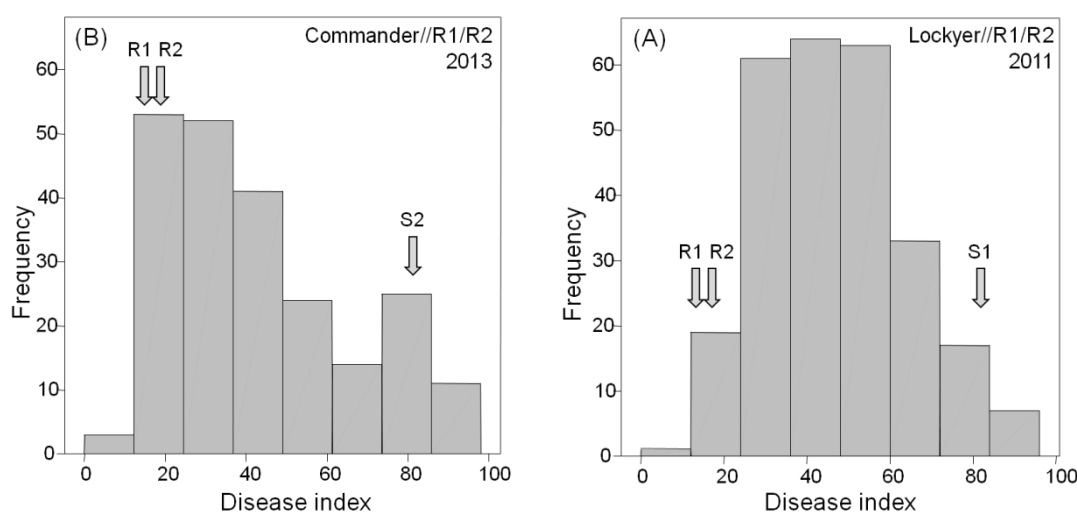 (B)
Commander//R1/R2
2013
R1 R2
S2
60
50
40
30
20
10
0
Frequency
0 20 40 60 80 100
Disease index
(A)
Lockyer//R1/R2
2011
R1 R2
S1
60
50
40
30
20
10
0
Frequency
0 20 40 60 80 100
Disease index